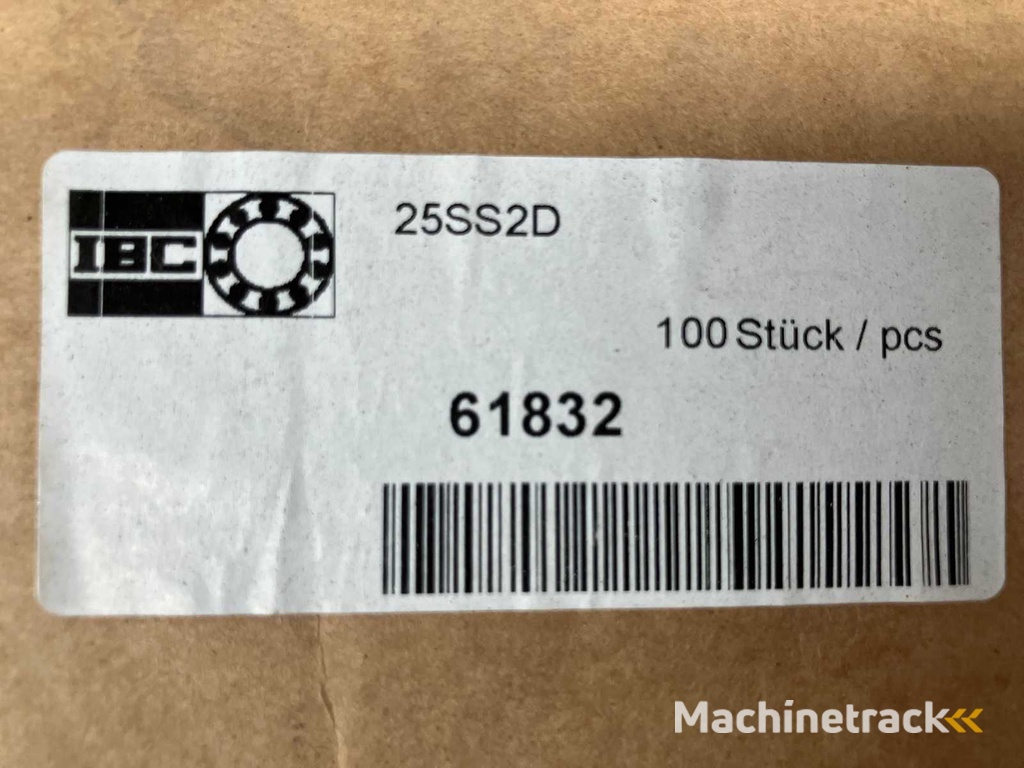 IBC
25SS2D
100 Stück / pcs
61832
Machinetrack